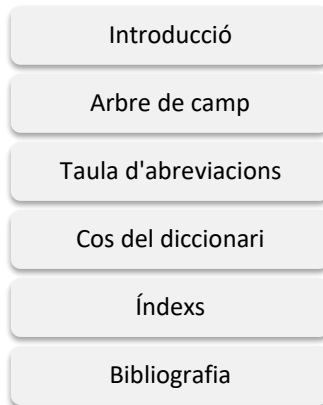 Introducció
Arbre de camp
Taula d'abreviacions
Cos del diccionari
Índexs
Bibliografia